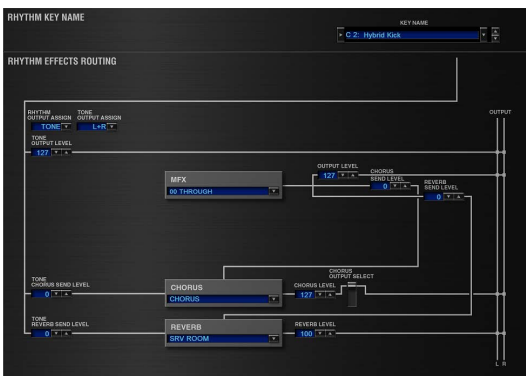 RHYTHM KEY NAME
KEY NAME
C 2: Hybrid Kick
RHYTHM EFFECTS ROUTING
OUTPUT
RHYTHM OUTPUT ASSIGN
TONE OUTPUT ASSIGN
TONE
L+R
TONE OUTPUT LEVEL
127
MFX
00 THROUGH
OUTPUT LEVEL
127
CHORUS SEND LEVEL
0
REVERB SEND LEVEL
0
TONE CHORUS SEND LEVEL
0
CHORUS
CHORUS
CHORUS LEVEL
127
CHORUS OUTPUT SELECT
TONE REVERB SEND LEVEL
0
REVERB
SRV ROOM
REVERB LEVEL
100
L R